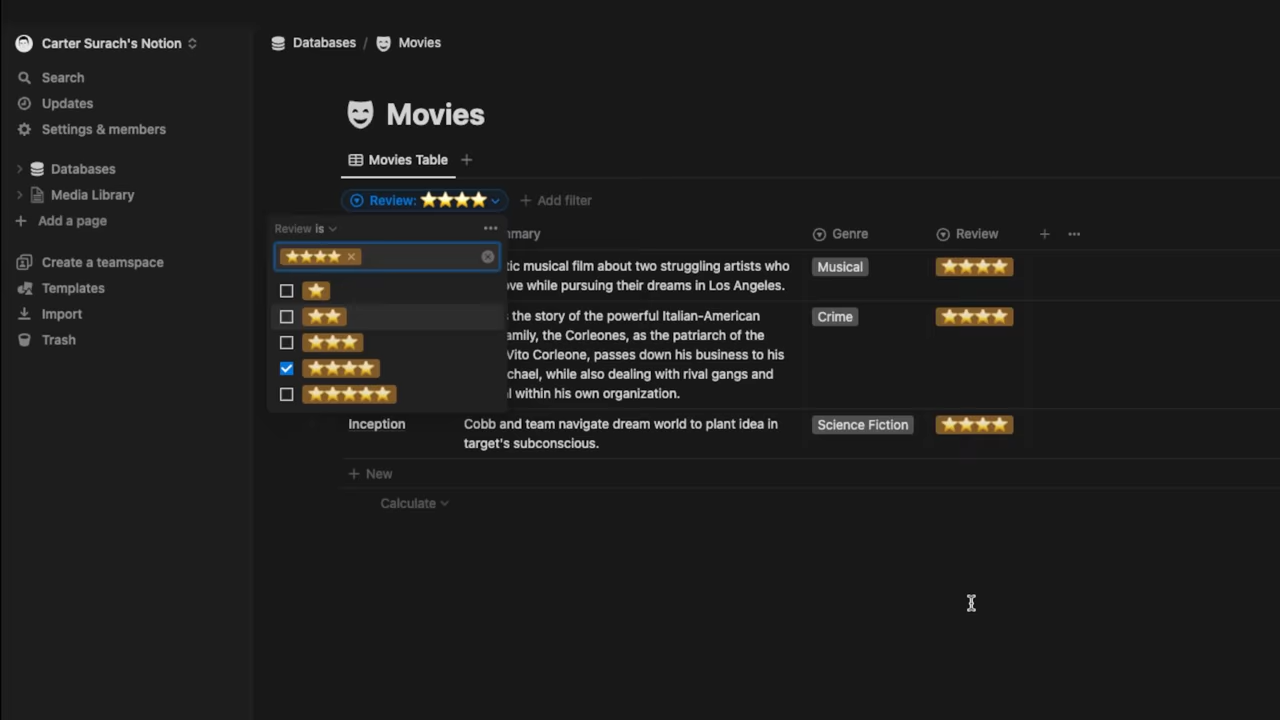 Carter Surach's Notion
Search
Updates
Settings & members
Databases
Media Library
Add a page
Create a teamspace
Templates
Import
Trash
Databases / Movies
Movies
Movies Table
Review: ⭐⭐⭐⭐
Add filter
Review is
⭐⭐⭐⭐
⭐
⭐⭐
⭐⭐⭐
⭐⭐⭐⭐
⭐⭐⭐⭐⭐
Genre
Review
musical film about two struggling artists who
while pursuing their dreams in Los Angeles.
Musical
⭐⭐⭐⭐
the story of the powerful Italian-American
the Corleones, as the patriarch of the
Vito Corleone, passes down his business to his
while also dealing with rival gangs and
within his own organization.
Crime
⭐⭐⭐⭐
Inception
Cobb and team navigate dream world to plant idea in
target's subconscious.
Science Fiction
⭐⭐⭐⭐
New
Calculate